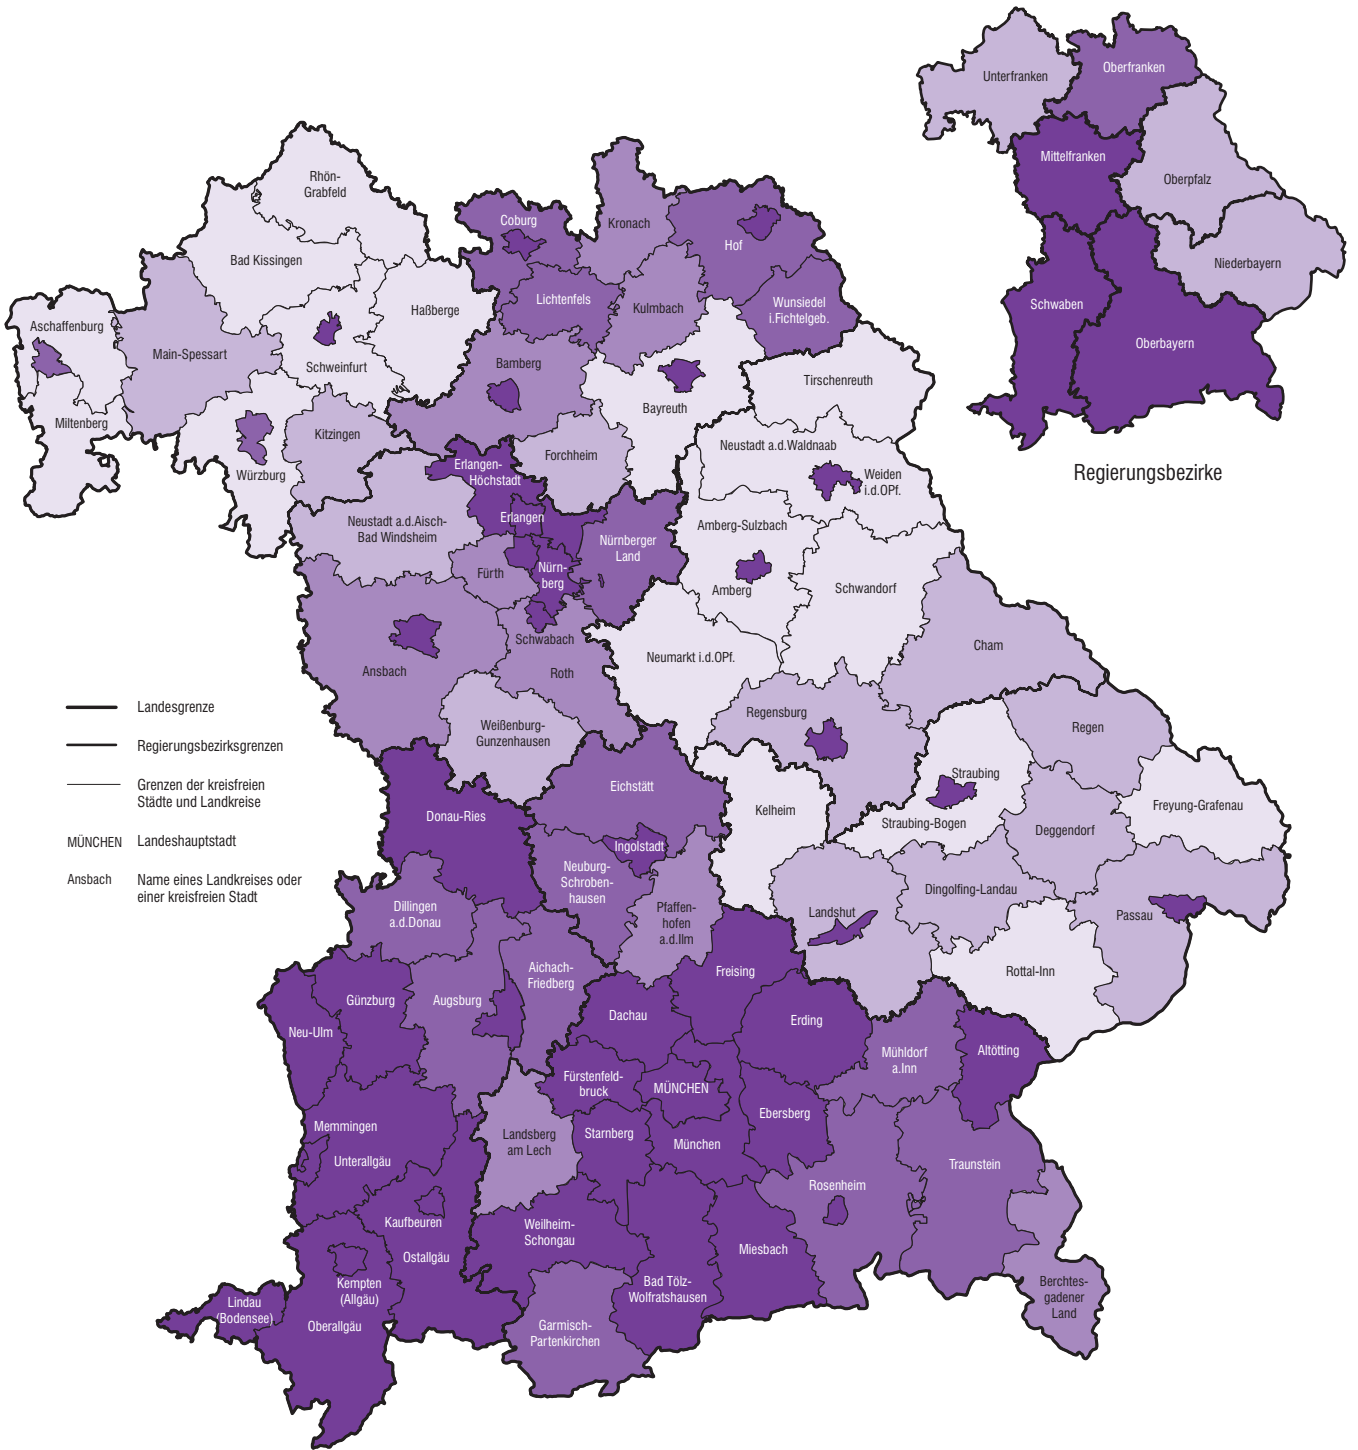 Unterfranken
Oberfranken
Mittelfranken
Oberpfalz
Niederbayern
Schwaben
Oberbayern
Regierungsbezirke
Rhön-
Grabfeld
Bad Kissingen
Coburg
Kronach
Hof
Lichtenfels
Kulmbach
Wunsiedel
i.Fichtelgeb.
Haßberge
Aschaffenburg
Main-Spessart
Schweinfurt
Bamberg
Tirschenreuth
Bayreuth
Miltenberg
Kitzingen
Würzburg
Forchheim
Neustadt a.d.Waldnaab
Weiden
i.d.OPf.
Erlangen-
Höchstadt
Erlangen
Neustadt a.d.Aisch-
Bad Windsheim
Nürnberger
Land
Amberg-Sulzbach
Amberg
Schwandorf
Fürth
Nürn-
berg
Schwabach
Roth
Ansbach
Neumarkt i.d.OPf.
Cham
Regensburg
Regen
Weißenburg-
Gunzenhausen
Landesgrenze
Regierungsbezirksgrenzen
Grenzen der kreisfreien
Städte und Landkreise
MÜNCHEN Landeshauptstadt
Ansbach Name eines Landkreises oder
einer kreisfreien Stadt
Eichstätt
Straubing
Kelheim
Straubing-Bogen
Freyung-Grafenau
Deggendorf
Donau-Ries
Ingolstadt
Neuburg-
Schroben-
hausen
Dingolfing-Landau
Dillingen
a.d.Donau
Pfaffen-
hofen
a.d.Ilm
Landshut
Passau
Rottal-Inn
Aichach-
Friedberg
Freising
Günzburg
Augsburg
Neu-Ulm
Dachau
Erding
Mühldorf
a.Inn
Altötting
Fürstenfeld-
bruck
MÜNCHEN
Ebersberg
Memmingen
Unterallgäu
Landsberg
am Lech
Starnberg
München
Traunstein
Rosenheim
Kaufbeuren
Ostallgäu
Weilheim-
Schongau
Miesbach
Kempten
(Allgäu)
Bad Tölz-
Wolfratshausen
Berchtes-
gadener
Land
Lindau
(Bodensee)
Oberallgäu
Garmisch-
Partenkirchen